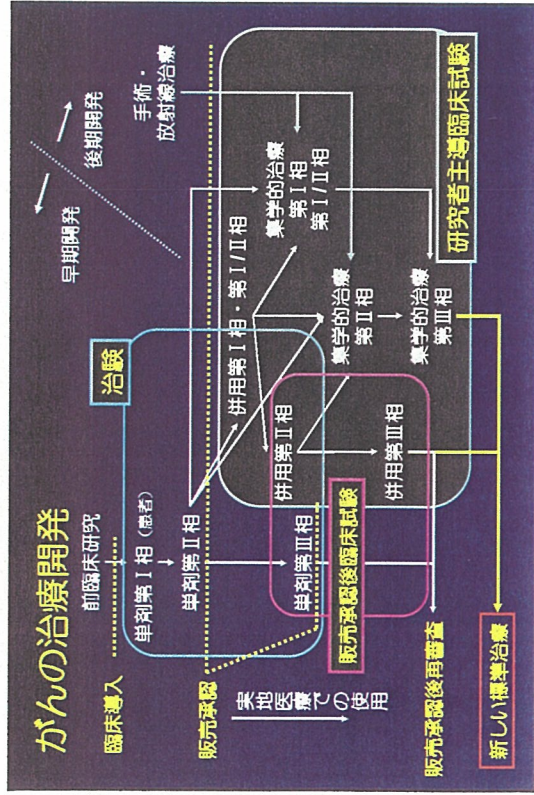 がんの治療開発
早期開発
後期開発
臨床導入
前臨床研究
治験
単剤第Ⅰ相（患者）
手術・
放射線治療
単剤第Ⅱ相
販売承認
併用第Ⅰ相・第Ⅰ/Ⅱ相
集学的治療
第Ⅰ相
第Ⅰ/Ⅱ相
実地医療での使用
単剤第Ⅲ相
併用第Ⅱ相
集学的治療
第Ⅱ相
販売承認後臨床試験
併用第Ⅲ相
集学的治療
第Ⅲ相
研究者主導臨床試験
販売承認後再審査
新しい標準治療